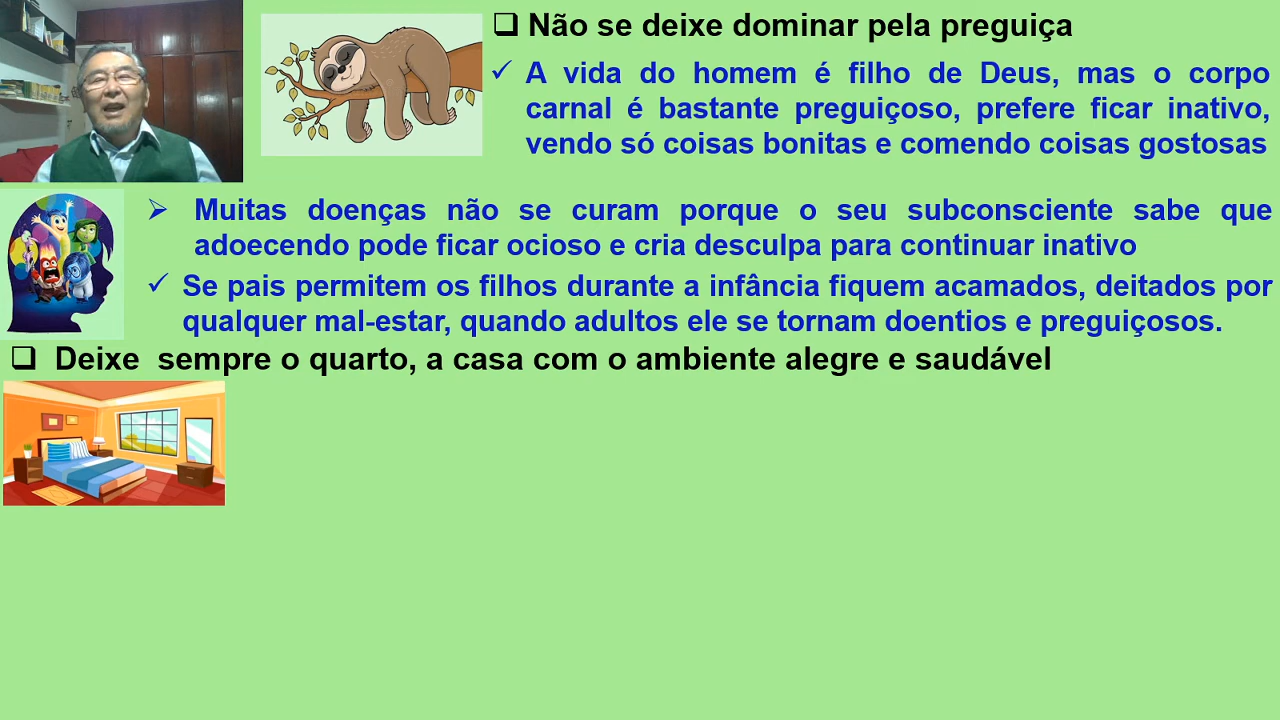 Não se deixe dominar pela preguiça
A vida do homem é filho de Deus, mas o corpo
carnal é bastante preguiçoso, prefere ficar inativo,
vendo só coisas bonitas e comendo coisas gostosas
Muitas doenças não se curam porque o seu subconsciente sabe que
adoecendo pode ficar ocioso e cria desculpa para continuar inativo
Se pais permitem os filhos durante a infância fiquem acamados, deitados por
qualquer mal-estar, quando adultos ele se tornam doentios e preguiçosos.
Deixe sempre o quarto, a casa com o ambiente alegre e saudável